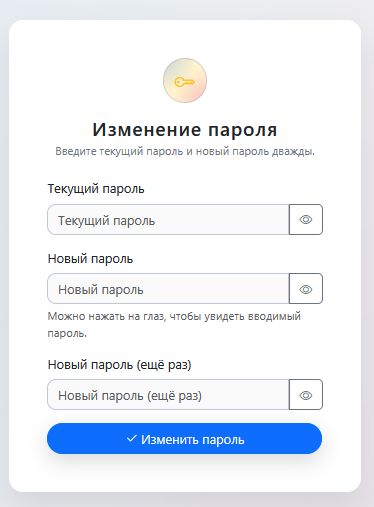 Изменение пароля
Введите текущий пароль и новый пароль дважды.
Текущий пароль
Текущий пароль
Новый пароль
Новый пароль
Можно нажать на глаз, чтобы увидеть вводимый
пароль.
Новый пароль (ещё раз)
Новый пароль (ещё раз)
Изменить пароль